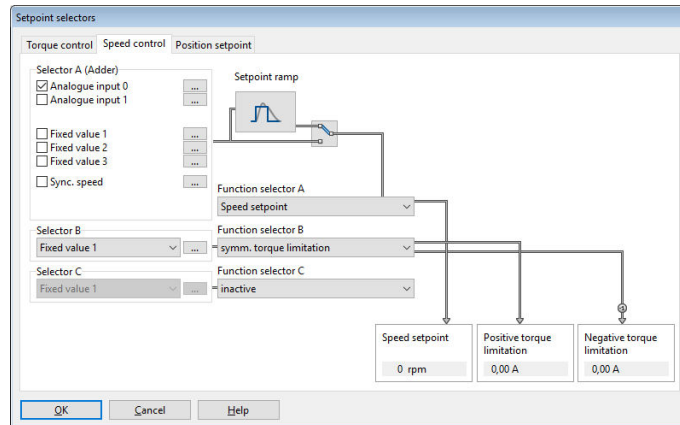 Setpoint selectors
Torque control Speed control Position setpoint
Selector A (Adder)
Analogue input 0 ...
Analogue input 1 ...
Fixed value 1 ...
Fixed value 2 ...
Fixed value 3 ...
Sync. speed ...
Setpoint ramp
Function selector A
Speed setpoint
Selector B
Fixed value 1 ...
Function selector B
symm. torque limitation
Selector C
Fixed value 1 ...
Function selector C
inactive
Speed setpoint
0 rpm
Positive torque
limitation
0,00 A
Negative torque
limitation
0,00 A
OK Cancel Help